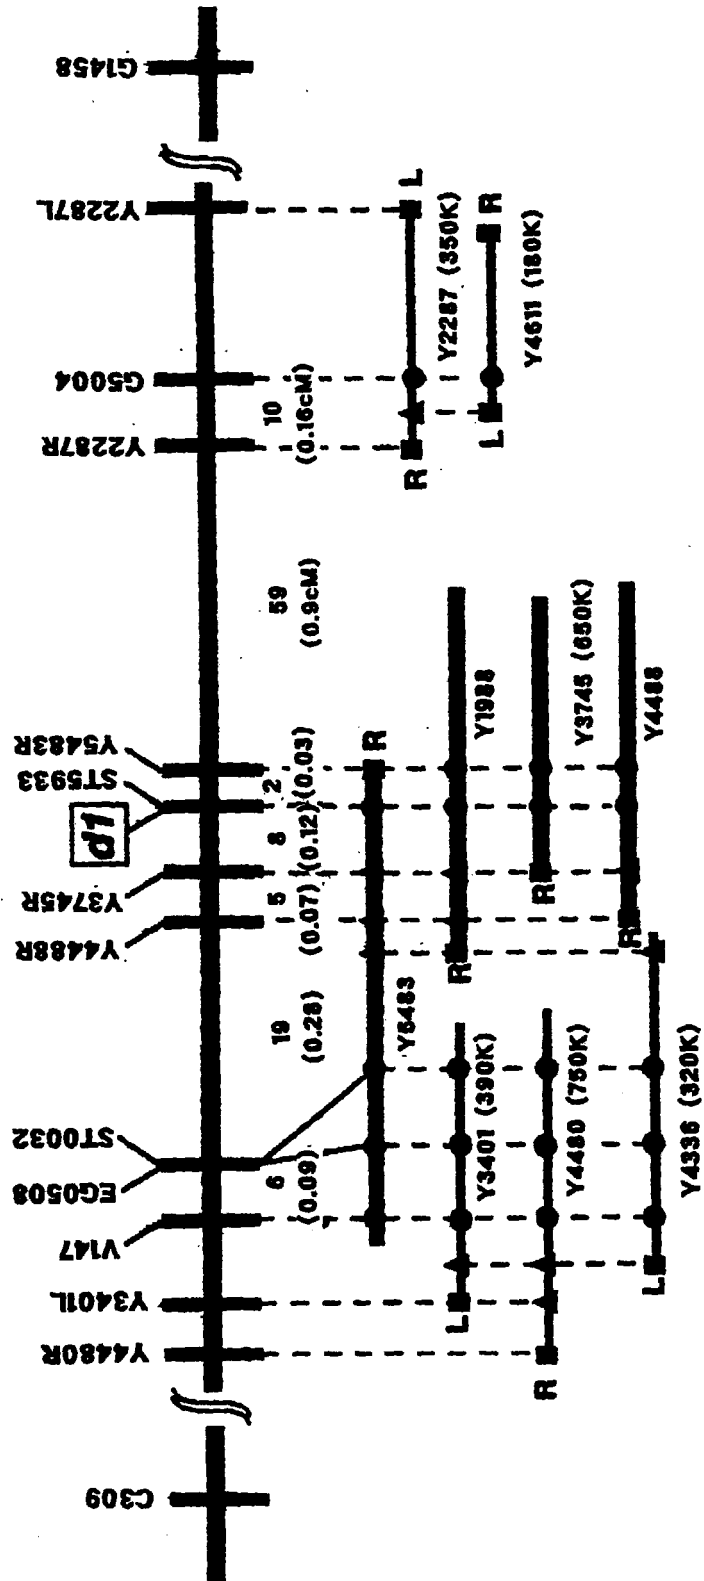 G1458
Y2287L
G5004
Y2287R
Y5483R
ST5933
d1
Y3745R
Y4488R
ST0032
EG0508
V147
Y3401L
Y4480R
C309
10
(0.16cM)
59
(0.9cM)
2
(0.03)
8
(0.12)
5
(0.07)
19
(0.28)
6
(0.09)
L
R
Y2287 (350K)
R
L
Y4611 (180K)
R
Y5483
R
Y1988
R
Y3745 (650K)
R
Y4488
L
Y3401 (390K)
R
Y4480 (750K)
L
Y4336 (320K)